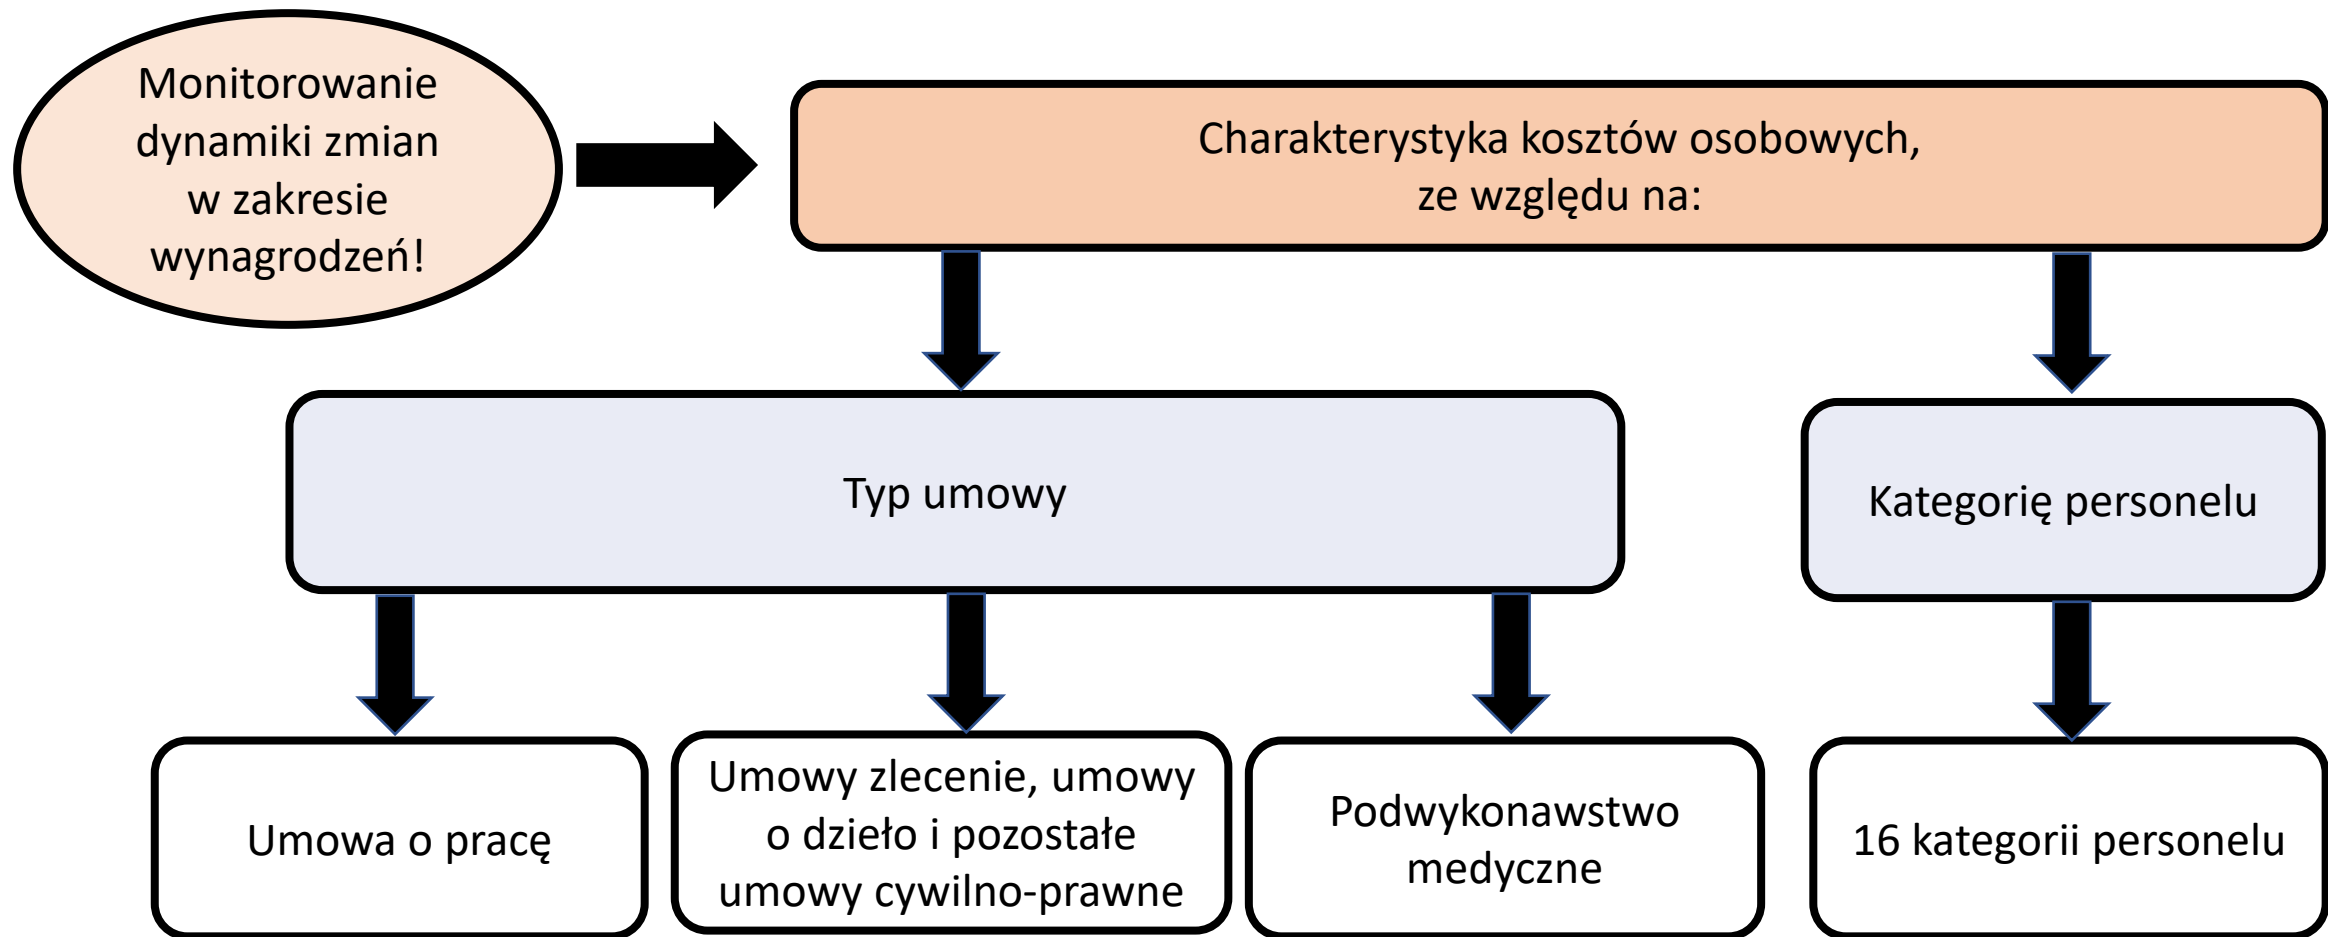 Monitorowanie
dynamiki zmian
w zakresie
wynagrodzeń!
Charakterystyka kosztów osobowych,
ze względu na:
Typ umowy
Kategorię personelu
Umowa o pracę
Umowy zlecenie, umowy
o dzieło i pozostałe
umowy cywilno-prawne
Podwykonawstwo
medyczne
16 kategorii personelu